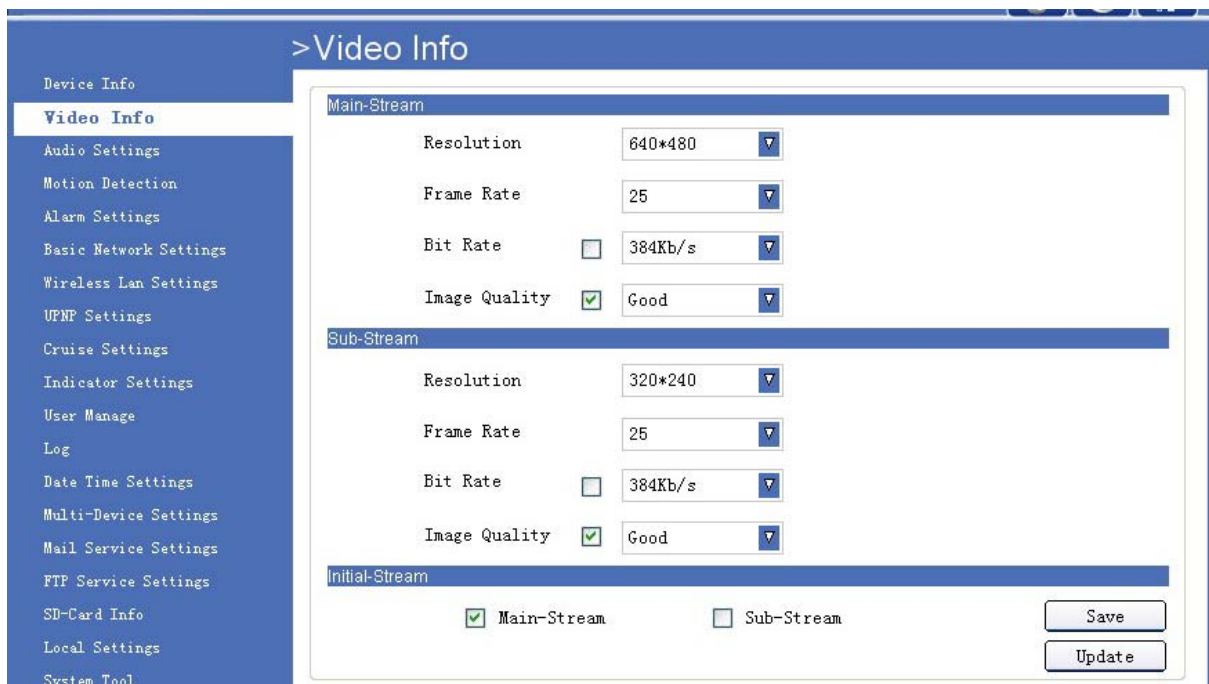 >Video Info
Device Info
Video Info
Audio Settings
Motion Detection
Alarm Settings
Basic Network Settings
Wireless Lan Settings
UPNP Settings
Cruise Settings
Indicator Settings
User Manage
Log
Date Time Settings
Multi-Device Settings
Mail Service Settings
FTP Service Settings
SD-Card Info
Local Settings
System Tool
Main-Stream
Resolution 640*480
Frame Rate 25
Bit Rate 384Kb/s
Image Quality Good
Sub-Stream
Resolution 320*240
Frame Rate 25
Bit Rate 384Kb/s
Image Quality Good
Initial-Stream
Main-Stream Sub-Stream
Save
Update